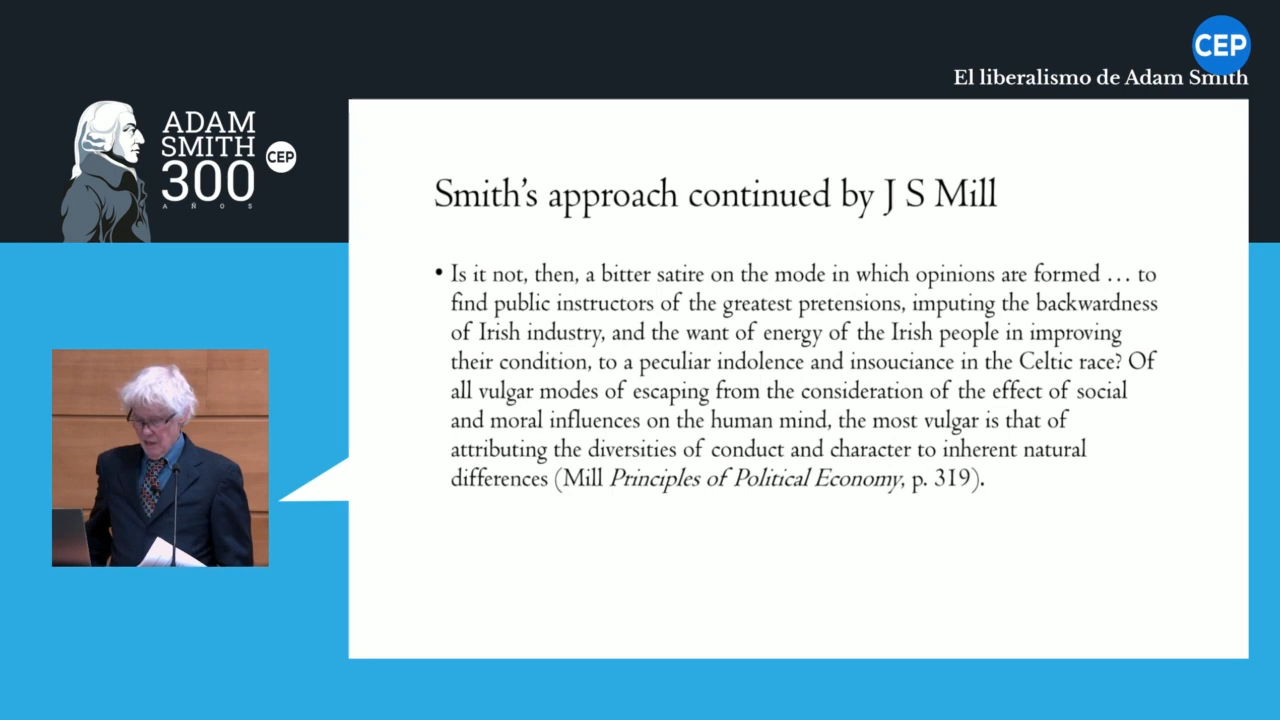 CEP
El liberalismo de Adam Smith
ADAM
SMITH
300
AÑOS
CEP
Smith's approach continued by J S Mill
• Is it not, then, a bitter satire on the mode in which opinions are formed … to
find public instructors of the greatest pretensions, imputing the backwardness
of Irish industry, and the want of energy of the Irish people in improving
their condition, to a peculiar indolence and insouciance in the Celtic race? Of
all vulgar modes of escaping from the consideration of the effect of social
and moral influences on the human mind, the most vulgar is that of
attributing the diversities of conduct and character to inherent natural
differences (Mill Principles of Political Economy, p. 319).